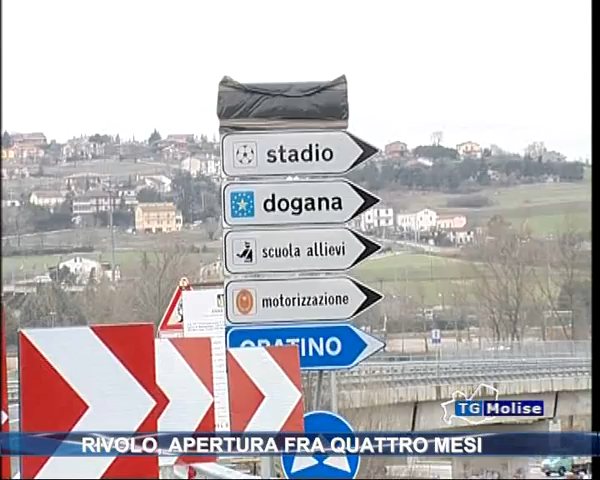 stadio
dogana
scuola allievi
motorizzazione
ORATINO
TG Molise
RIVOLO, APERTURA FRA QUATTRO MESI